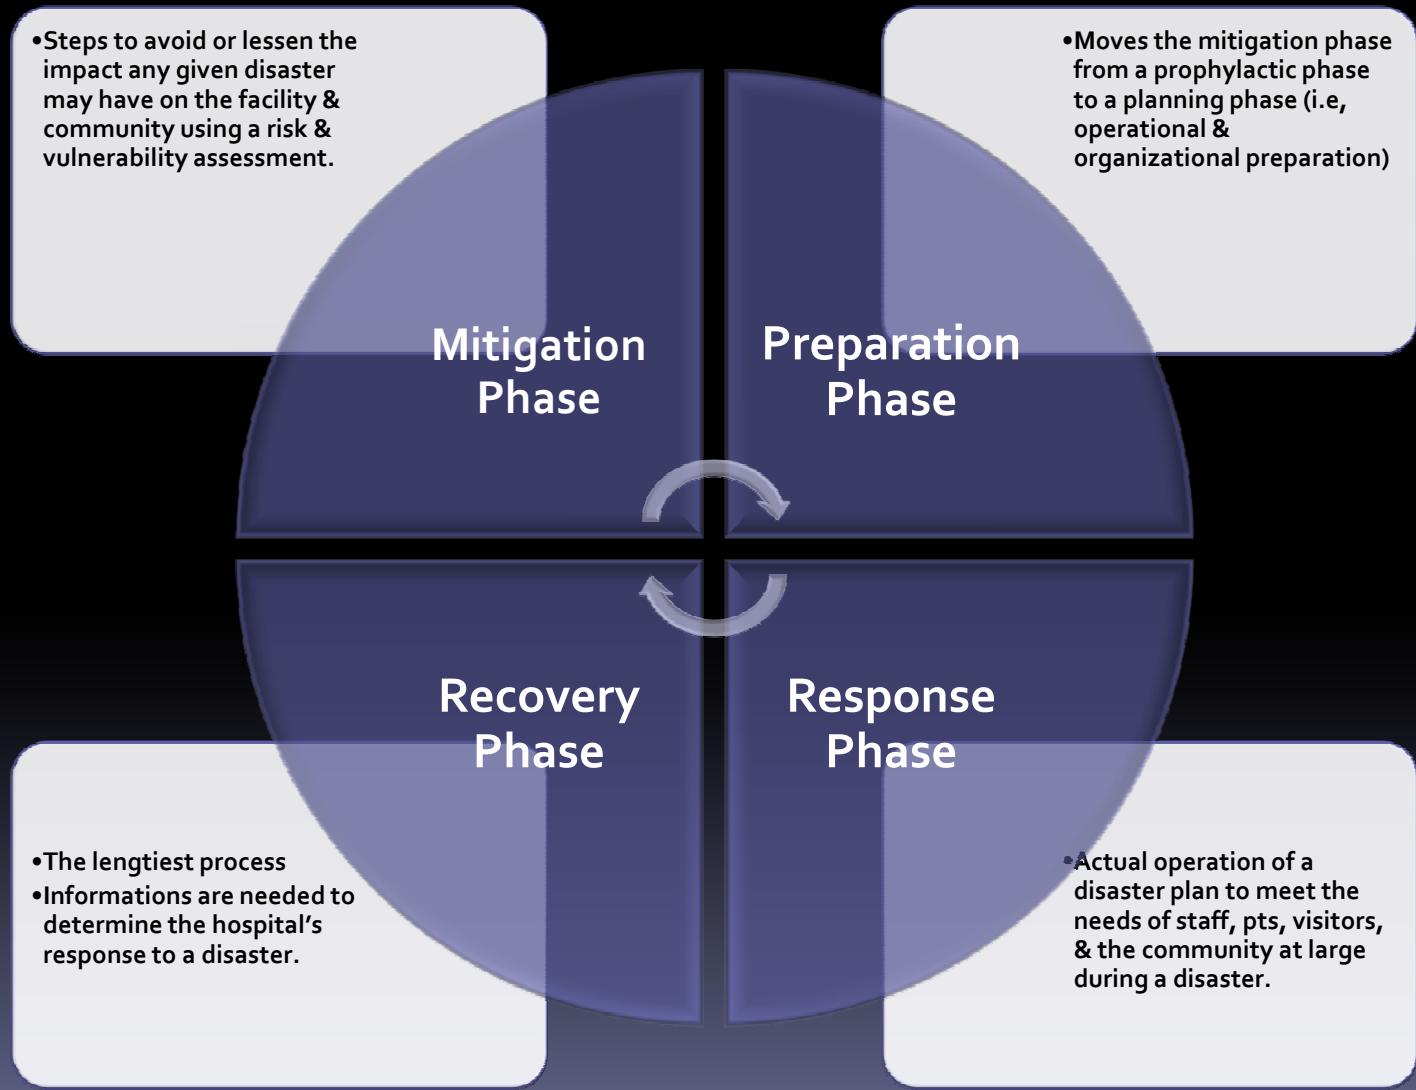 •Steps to avoid or lessen the
impact any given disaster
may have on the facility &
community using a risk &
vulnerability assessment.
•Moves the mitigation phase
from a prophylactic phase
to a planning phase (i.e,
operational &
organizational preparation)
Mitigation
Phase
Preparation
Phase
Recovery
Phase
Response
Phase
•The lengtiest process
•Informations are needed to
determine the hospital’s
response to a disaster.
•Actual operation of a
disaster plan to meet the
needs of staff, pts, visitors,
& the community at large
during a disaster.